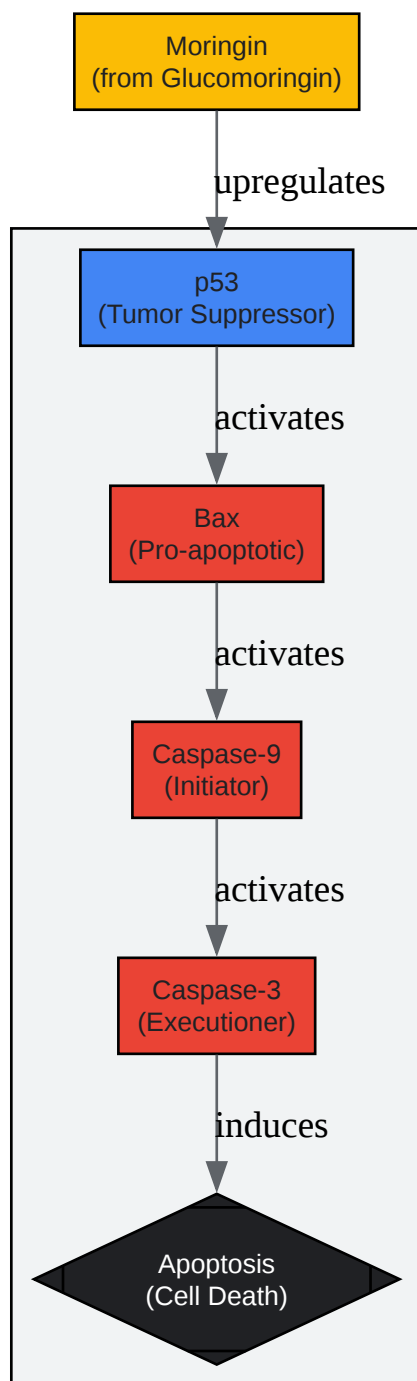 Moringin
(from Glucomoringin)
upregulates
p53
(Tumor Suppressor)
activates
Bax
(Pro-apoptotic)
activates
Caspase-9
(Initiator)
activates
Caspase-3
(Executioner)
induces
Apoptosis
(Cell Death)